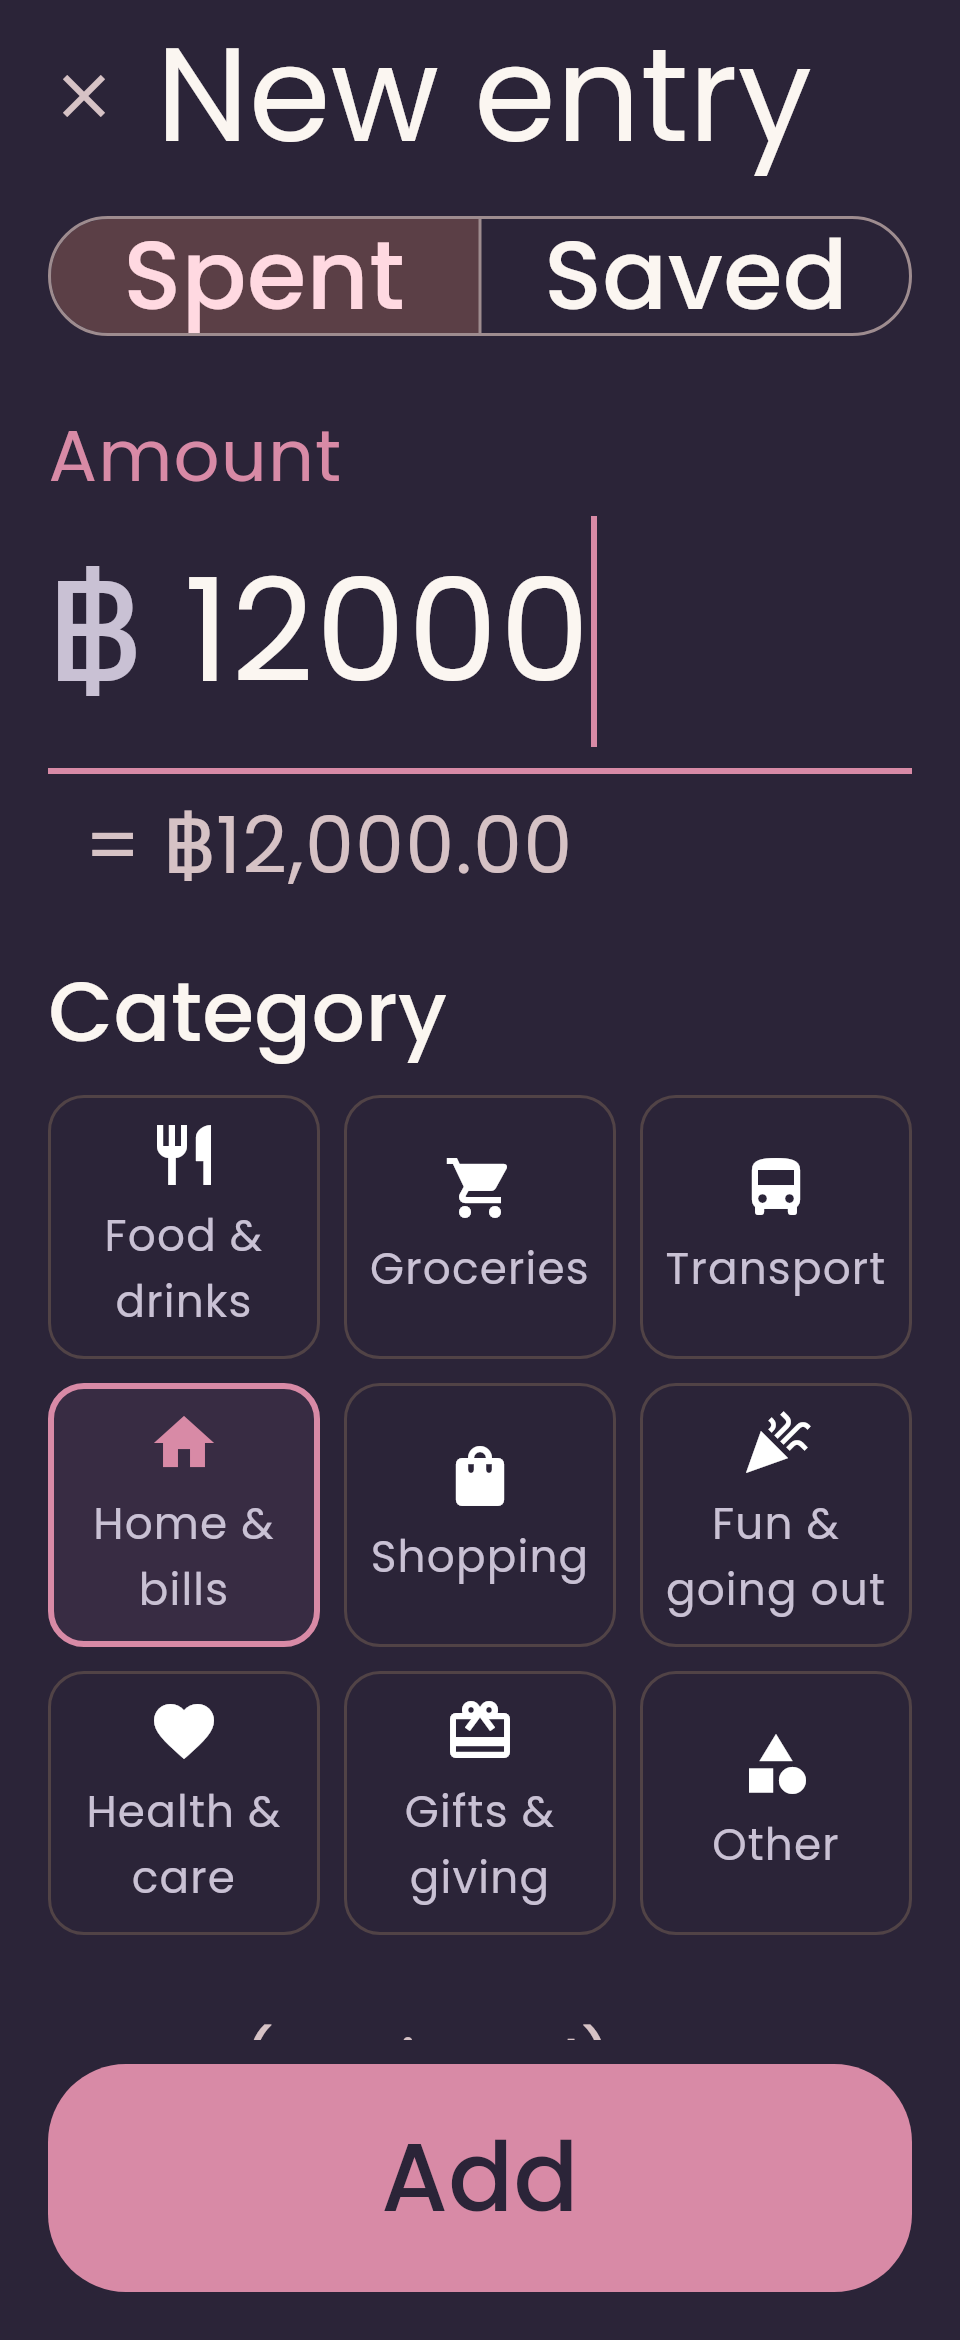 New entry
Spent
Saved
Amount
฿ 12000
= ฿12,000.00
Category
Food &
drinks
Groceries
Transport
Home &
bills
Shopping
Fun &
going out
Health &
care
Gifts &
giving
Other
Add